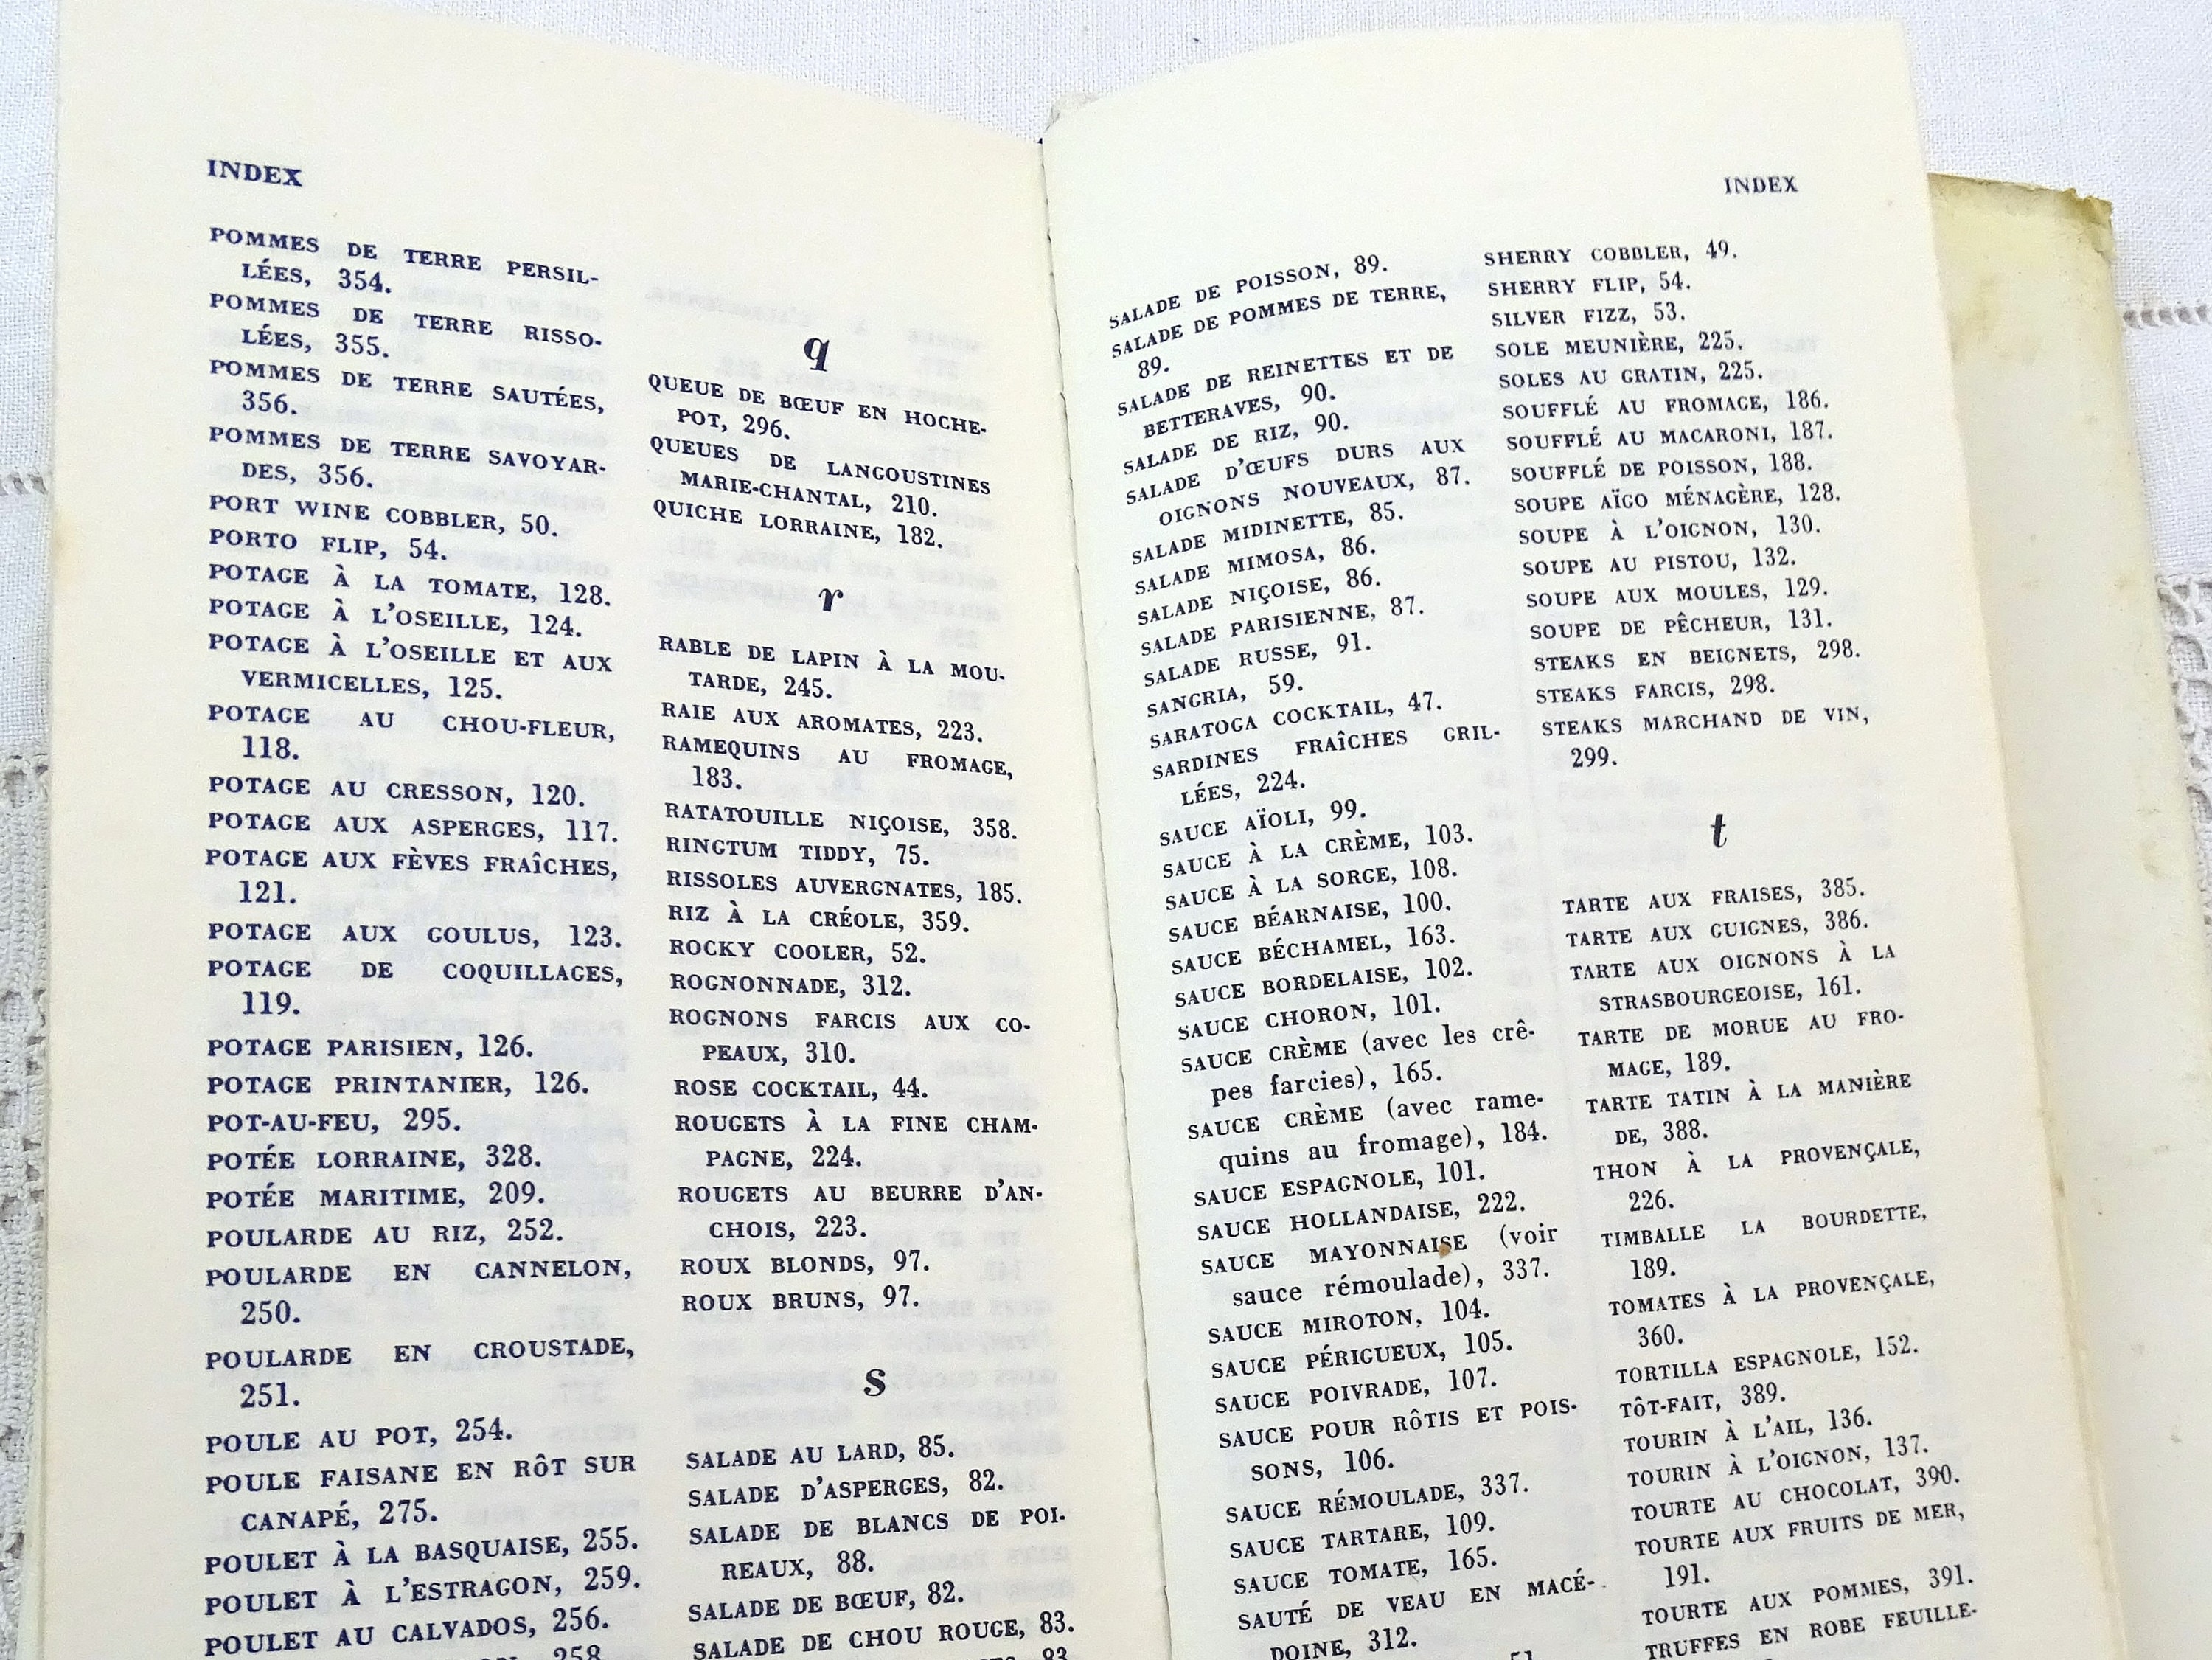 INDEX
POMMES DE TERRE PERSIL-
LÉES, 354.
POMMES DE TERRE RISSO-
LÉES, 355.
POMMES DE TERRE SAUTÉES,
356.
POMMES DE TERRE SAVOYAR-
DES, 356.
PORT WINE COBBLER, 50.
PORTO FLIP, 54.
POTAGE À LA TOMATE, 128.
POTAGE À L'OSEILLE, 124.
POTAGE À L'OSEILLE ET AUX
VERMICELLES, 125.
POTAGE AU CHOU-FLEUR,
118.
POTAGE AU CRESSON, 120.
POTAGE AUX ASPERGES, 117.
POTAGE AUX FÈVES FRAÎCHES,
121.
POTAGE AUX GOULUS, 123.
POTAGE DE COQUILLAGES,
119.
POTAGE PARISIEN, 126.
POTAGE PRINTANIER, 126.
POT-AU-FEU, 295.
POTÉE LORRAINE, 328.
POTÉE MARITIME, 209.
POULARDE AU RIZ, 252.
POULARDE EN CANNELON,
250.
POULARDE EN CROUSTADE,
251.
POULE AU POT, 254.
POULE FAISANE EN RÔT SUR
CANAPÉ, 275.
POULET À LA BASQUAISE, 255.
POULET À L'ESTRAGON, 259.
POULET AU CALVADOS, 256.
258
q
QUEUE DE BŒUF EN HOCHE-
POT, 296.
QUEUES DE LANGOUSTINES
MARIE-CHANTAL, 210.
QUICHE LORRAINE, 182.
r
RABLE DE LAPIN À LA MOU-
TARDE, 245.
RAIE AUX AROMATES, 223.
RAMEQUINS AU FROMAGE,
183.
RATATOUILLE NIÇOISE, 358.
RINGTUM TIDDY, 75.
RISSOLES AUVERGNATES, 185.
RIZ À LA CRÉOLE, 359.
ROCKY COOLER, 52.
ROGNONNADE, 312.
ROGNONS FARCIS AUX CO-
PEAUX, 310.
ROSE COCKTAIL, 44.
ROUGETS À LA FINE CHAM-
PAGNE, 224.
ROUGETS AU BEURRE D'AN-
CHOIS, 223.
ROUX BLONDS, 97.
ROUX BRUNS, 97.
s
SALADE AU LARD, 85.
SALADE D'ASPERGES, 82.
SALADE DE BLANCS DE POI-
REAUX, 88.
SALADE DE BŒUF, 82.
SALADE DE CHOU ROUGE, 83.
83
INDEX
SALADE DE POISSON, 89.
SALADE DE POMMES DE TERRE,
89.
SALADE DE REINETTES ET DE
BETTERAVES, 90.
SALADE DE RIZ, 90.
SALADE D'ŒUFS DURS AUX
OIGNONS NOUVEAUX, 87.
SALADE MIDINETTE, 85.
SALADE MIMOSA, 86.
SALADE NIÇOISE, 86.
SALADE PARISIENNE, 87.
SALADE RUSSE, 91.
SANGRIA, 59.
SARATOGA COCKTAIL, 47.
SARDINES FRAÎCHES GRIL-
LÉES, 224.
SAUCE AÏOLI, 99.
SAUCE À LA CRÈME, 103.
SAUCE À LA SORGE, 108.
SAUCE BÉARNAISE, 100.
SAUCE BÉCHAMEL, 163.
SAUCE BORDELAISE, 102.
SAUCE CHORON, 101.
SAUCE CRÈME (avec les crê-
pes farcies), 165.
SAUCE CRÈME (avec rame-
quins au fromage), 184.
SAUCE ESPAGNOLE, 101.
SAUCE HOLLANDAISE, 222.
SAUCE MAYONNAISE (voir
sauce rémoulade), 337.
SAUCE MIROTON, 104.
SAUCE PÉRIGUEUX, 105.
SAUCE POIVRADE, 107.
SAUCE POUR RÔTIS ET POIS-
SONS, 106.
SAUCE RÉMOULADE, 337.
SAUCE TARTARE, 109.
SAUCE TOMATE, 165.
SAUTÉ DE VEAU EN MACÉ-
DOINE, 312.
51
SHERRY COBBLER, 49.
SHERRY FLIP, 54.
SILVER FIZZ, 53.
SOLE MEUNIÈRE, 225.
SOLES AU GRATIN, 225.
SOUFFLÉ AU FROMAGE, 186.
SOUFFLÉ AU MACARONI, 187.
SOUFFLÉ DE POISSON, 188.
SOUPE AÏGO MÉNAGÈRE, 128.
SOUPE À L'OIGNON, 130.
SOUPE AU PISTOU, 132.
SOUPE AUX MOULES, 129.
SOUPE DE PÊCHEUR, 131.
STEAKS EN BEIGNETS, 298.
STEAKS FARCIS, 298.
STEAKS MARCHAND DE VIN,
299.
t
TARTE AUX FRAISES, 385.
TARTE AUX GUIGNES, 386.
TARTE AUX OIGNONS À LA
STRASBOURGEOISE, 161.
TARTE DE MORUE AU FRO-
MAGE, 189.
TARTE TATIN À LA MANIÈRE
DE, 388.
THON À LA PROVENÇALE,
226.
TIMBALLE LA BOURDETTE,
189.
TOMATES À LA PROVENÇALE,
360.
TORTILLA ESPAGNOLE, 152.
TÔT-FAIT, 389.
TOURIN À L'AIL, 136.
TOURIN À L'OIGNON, 137.
TOURTE AU CHOCOLAT, 390.
TOURTE AUX FRUITS DE MER,
191.
TOURTE AUX POMMES, 391.
TRUFFES EN ROBE FEUILLE-